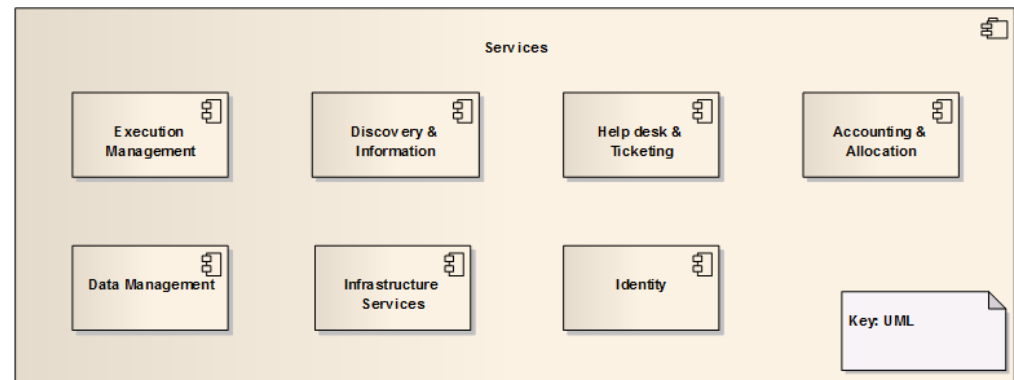 Services
Execution
Management
Discovery &
Information
Help desk &
Ticketing
Accounting &
Allocation
Data Management
Infrastructure
Services
Identity
Key: UML